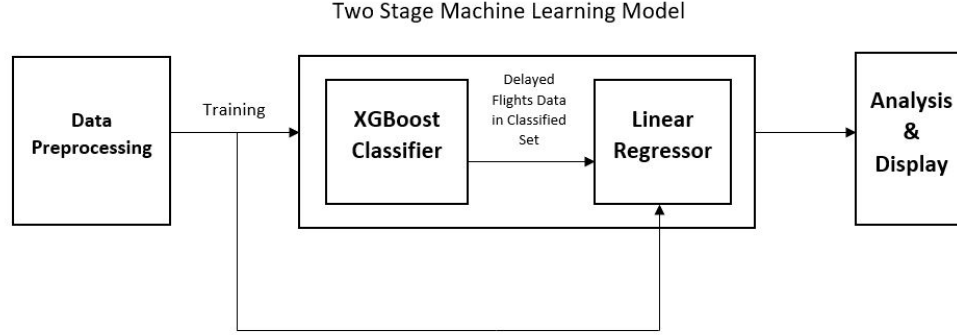 Two Stage Machine Learning Model
Data
Preprocessing
Training
XGBoost
Classifier
Delayed
Flights Data
in Classified
Set
Linear
Regressor
Analysis
&
Display